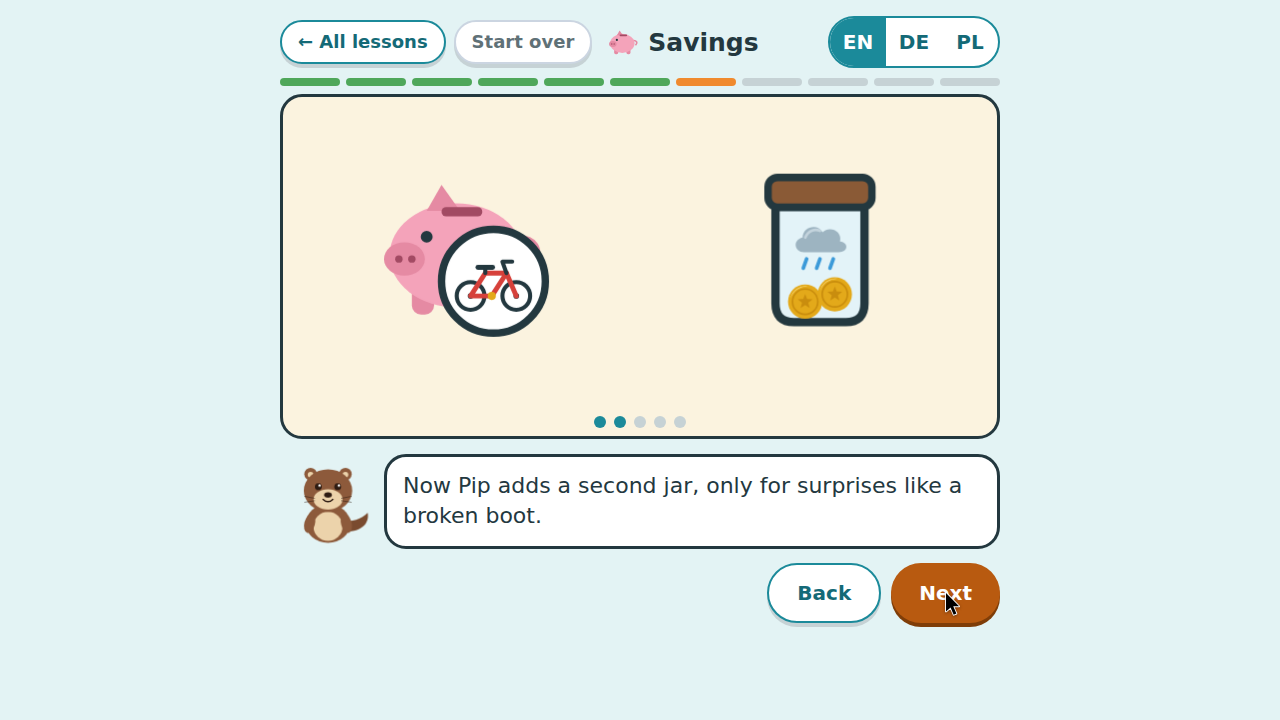 ← All lessons
Start over
Savings
EN
DE
PL
Now Pip adds a second jar, only for surprises like a
broken boot.
Back
Next